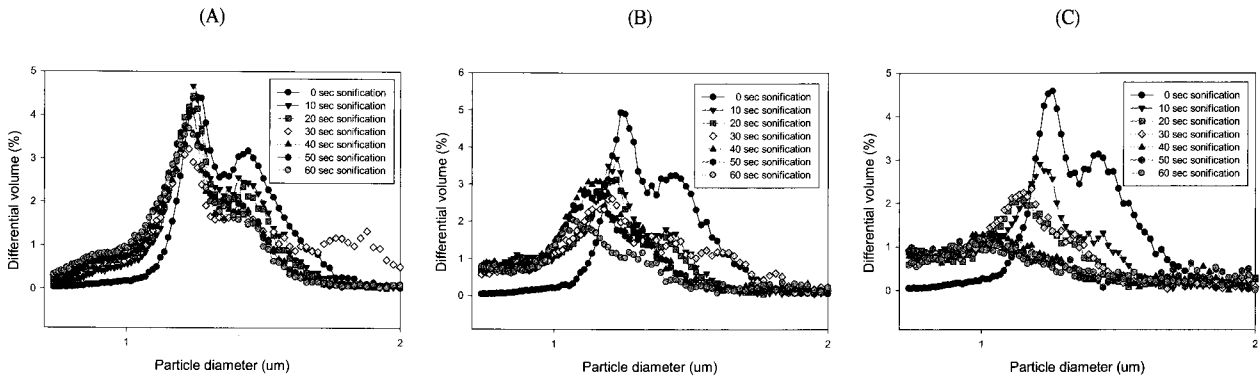 (A)
(B)
(C)
5
4
3
2
1
0
Differential volume (%)
0 sec sonification
10 sec sonification
20 sec sonification
30 sec sonification
40 sec sonification
50 sec sonification
60 sec sonification
1
2
Particle diameter (um)
6
5
4
3
2
1
0
Differential volume (%)
0 sec sonification
10 sec sonification
20 sec sonification
30 sec sonification
40 sec sonification
50 sec sonification
60 sec sonification
1
2
Particle diameter (um)
5
4
3
2
1
0
Differential volume (%)
0 sec sonification
10 sec sonification
20 sec sonification
30 sec sonification
40 sec sonification
50 sec sonification
60 sec sonification
1
2
Particle diameter (um)